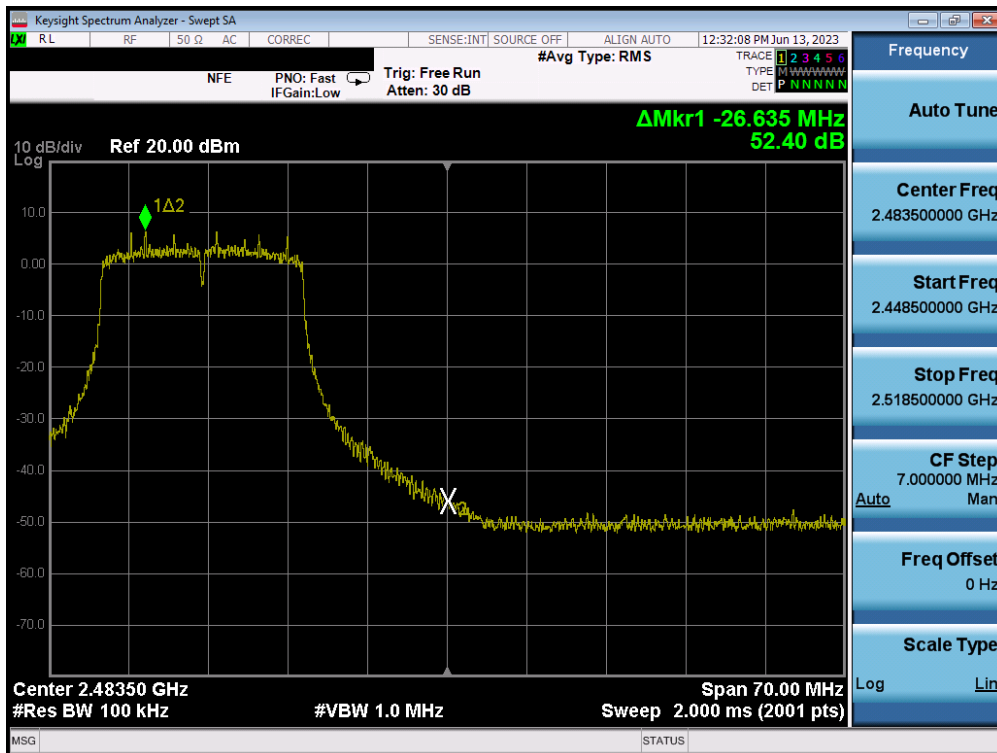 Keysight Spectrum Analyzer - Swept SA
LXI RL RF 50 Ω AC CORREC SENSE:INT SOURCE OFF ALIGN AUTO 12:32:08 PM Jun 13, 2023
#Avg Type: RMS
TRACE 1 2 3 4 5 6
NFE PNO: Fast Trig: Free Run TYPE M WWWWW
IFGain:Low Atten: 30 dB DET P N N N N N
ΔMkr1 -26.635 MHz
52.40 dB
10 dB/div Ref 20.00 dBm
Log
1Δ2
10.0
0.00
-10.0
-20.0
-30.0
-40.0
X2
-50.0
-60.0
-70.0
Center 2.48350 GHz Span 70.00 MHz
#Res BW 100 kHz #VBW 1.0 MHz Sweep 2.000 ms (2001 pts)
MSG STATUS
Frequency
Auto Tune
Center Freq
2.483500000 GHz
Start Freq
2.448500000 GHz
Stop Freq
2.518500000 GHz
CF Step
7.000000 MHz
Auto Man
Freq Offset
0 Hz
Scale Type
Log Lin